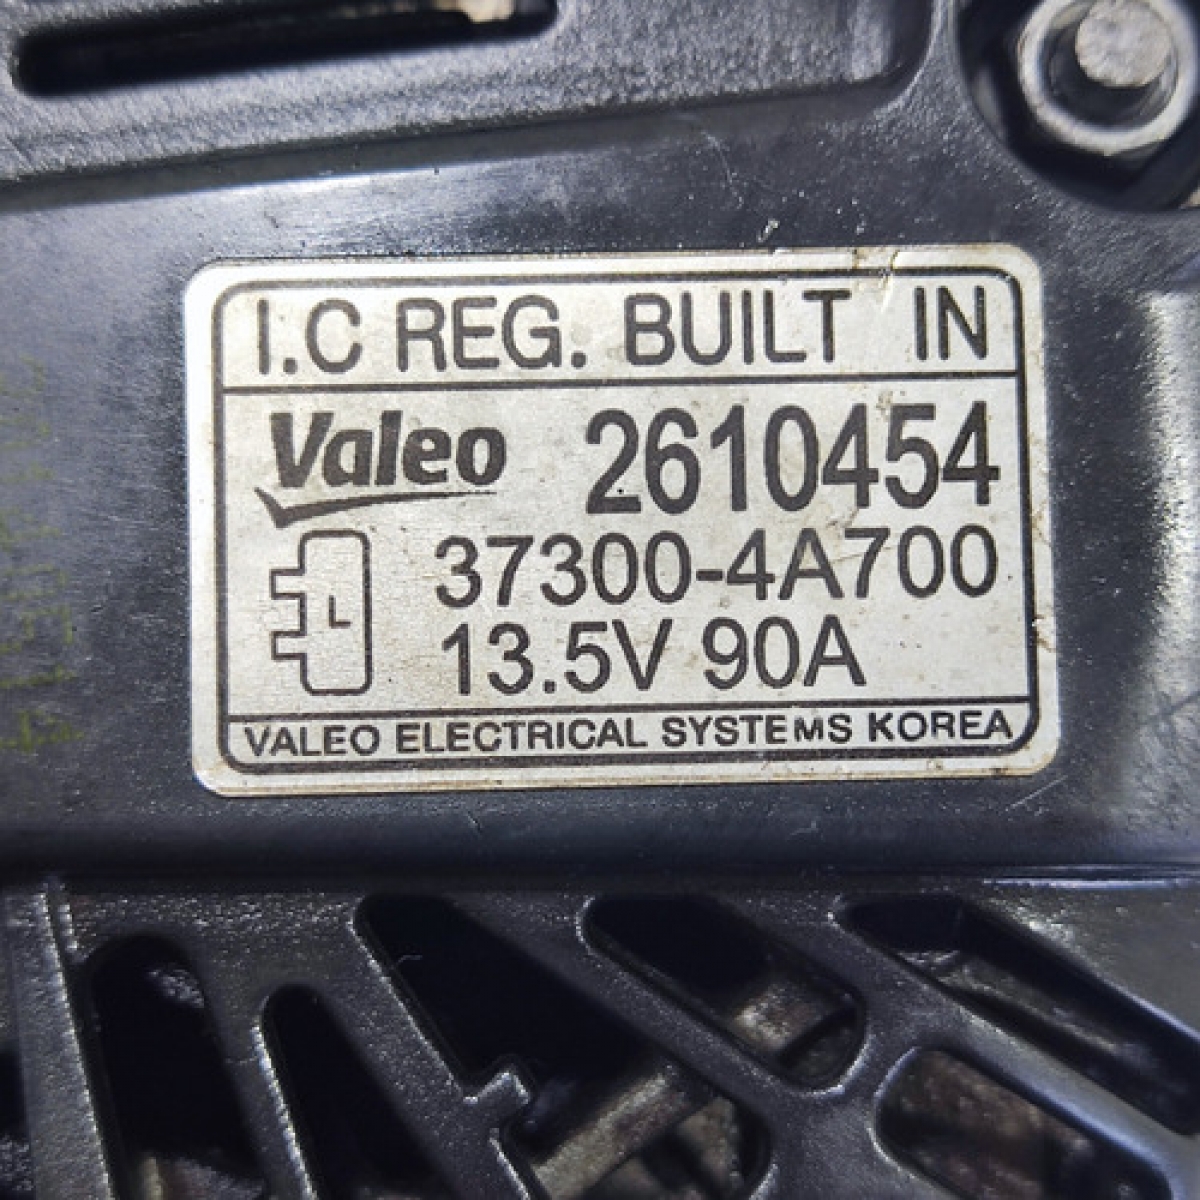 I.C REG. BUILT IN
Valeo 2610454
37300-4A700
L
13.5V 90A
VALEO ELECTRICAL SYSTEMS KOREA